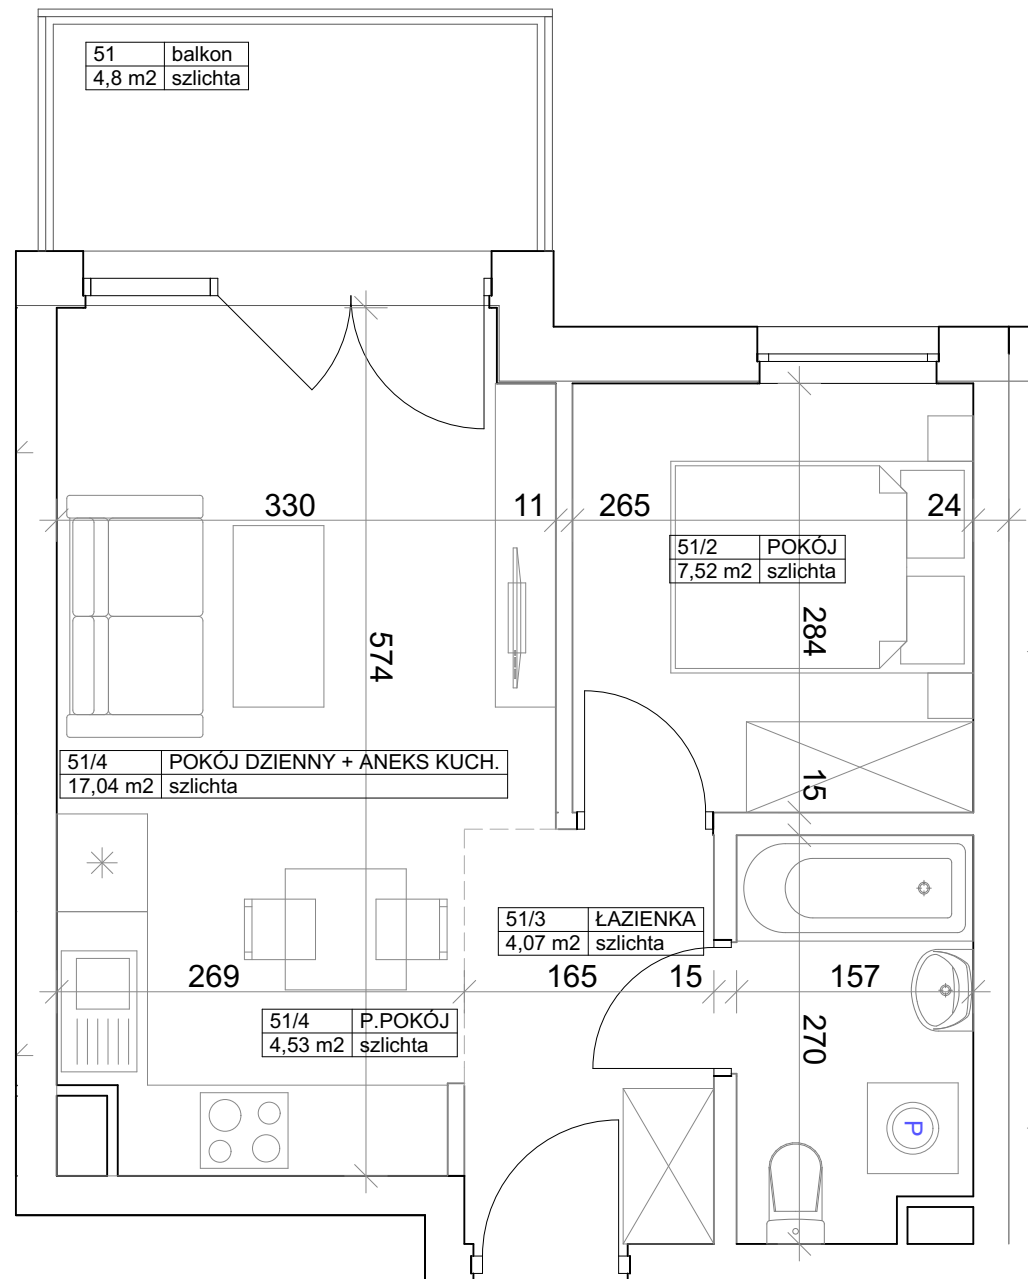 51 balkon
4,8 m2 szlichta
330 11 265 24
51/2 POKÓJ
7,52 m2 szlichta
574
284
51/4 POKÓJ DZIENNY + ANEKS KUCH.
17,04 m2 szlichta
15
51/3 ŁAZIENKA
4,07 m2 szlichta
269 165 15 157
51/4 P.POKÓJ
4,53 m2 szlichta
270
P